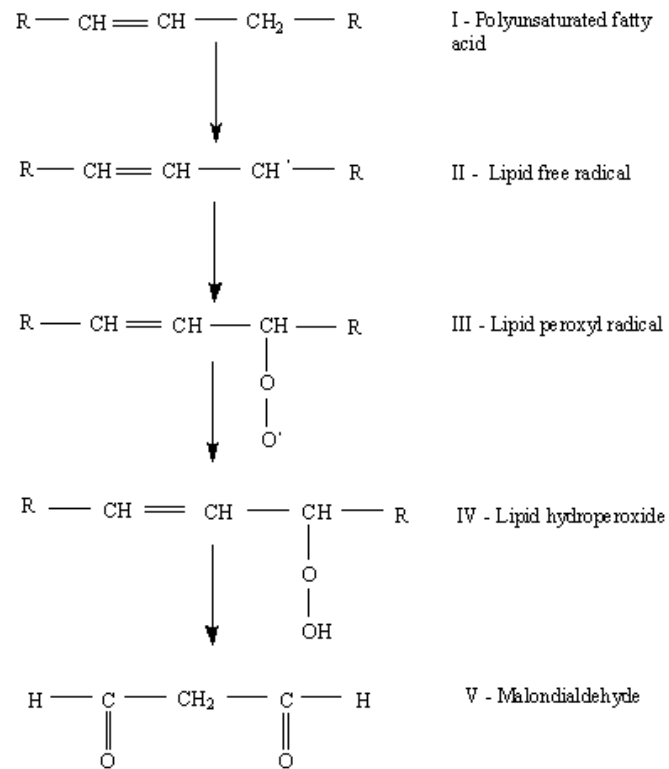 R — CH = CH — CH2 — R
I - Polyunsaturated fatty
acid
R — CH = CH — CH· — R
II - Lipid free radical
R — CH = CH — CH — R
III - Lipid peroxyl radical
O
O·
R — CH = CH — CH — R
IV - Lipid hydroperoxide
O
OH
H — C — CH2 — C — H
V - Malondialdehyde
O O